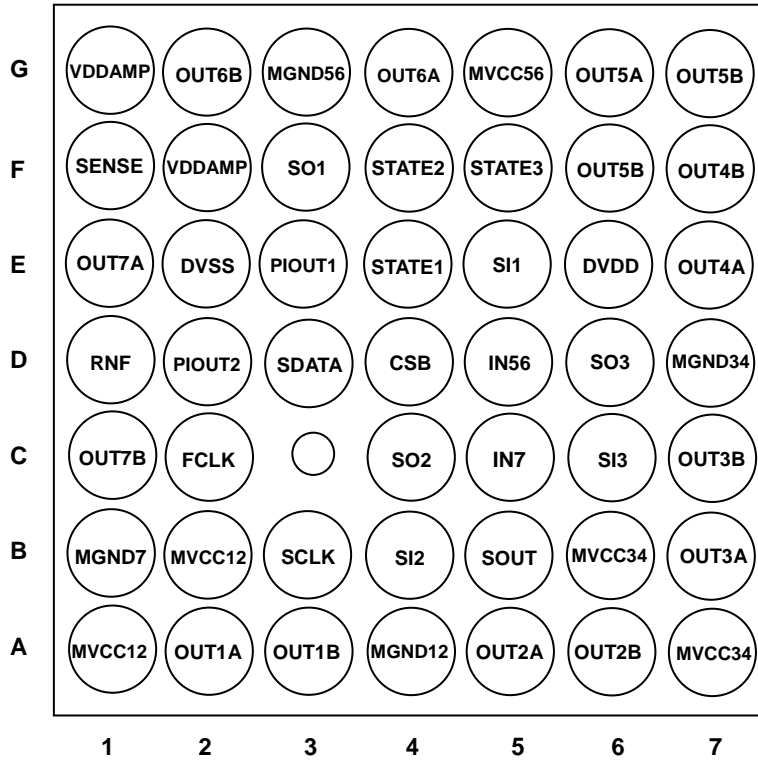 G VDDAMP OUT6B MGND56 OUT6A MVCC56 OUT5A OUT5B
F SENSE VDDAMP SO1 STATE2 STATE3 OUT5B OUT4B
E OUT7A DVSS PIOUT1 STATE1 SI1 DVDD OUT4A
D RNF PIOUT2 SDATA CSB IN56 SO3 MGND34
C OUT7B FCLK SO2 IN7 SI3 OUT3B
B MGND7 MVCC12 SCLK SI2 SOUT MVCC34 OUT3A
A MVCC12 OUT1A OUT1B MGND12 OUT2A OUT2B MVCC34
1 2 3 4 5 6 7